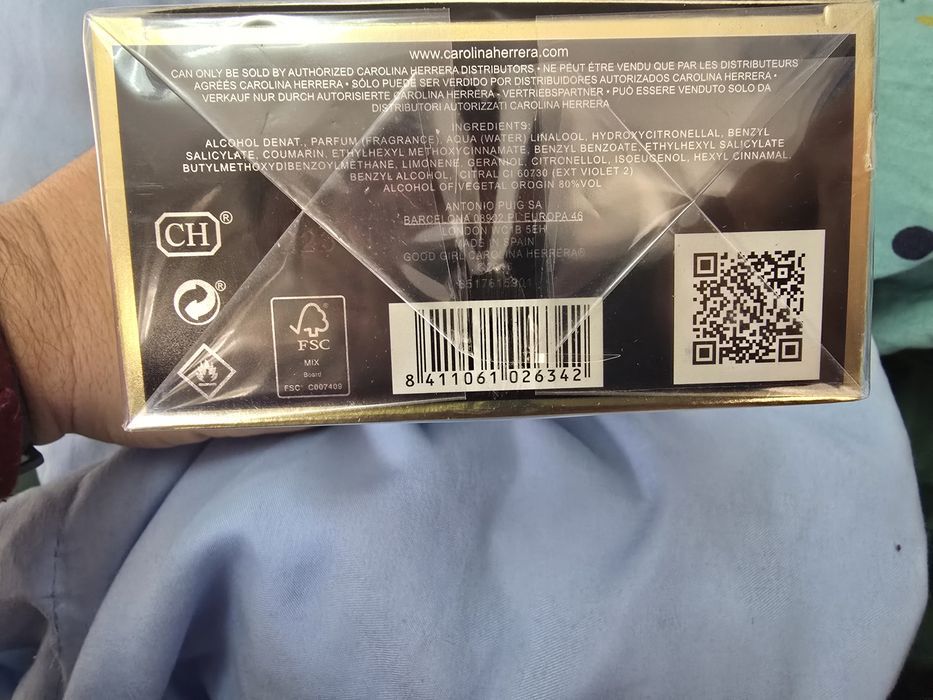 www.carolinaherrera.com
CAN ONLY BE SOLD BY AUTHORIZED CAROLINA HERRERA DISTRIBUTORS • NE PEUT ÊTRE VENDU QUE PAR LES DISTRIBUTEURS
AGRÉÉS CAROLINA HERRERA • SÓLO PUEDE SER VERDIDO POR DISTRIBUIDORES AUTORIZADOS CAROLINA HERRERA •
VERKAUF NUR DURCH AUTORISIERTE CAROLINA HERRERA - VERTRIEBSPARTNER • PUÒ ESSERE VENDUTO SOLO DA
DISTRIBUTORI AUTORIZZATI CAROLINA HERRERA
INGREDIENTS:
ALCOHOL DENAT., PARFUM (FRAGRANCE), AQUA (WATER), LINALOOL, HYDROXYCITRONELLAL, BENZYL
SALICYLATE, COUMARIN, ETHYLHEXYL METHOXYCINNAMATE, BENZYL BENZOATE, ETHYLHEXYL SALICYLATE
BUTYLMETHOXYDIBENZOYLMETHANE, LIMONENE, GERANIOL, CITRONELLOL, ISOEUGENOL, HEXYL CINNAMAL,
BENZYL ALCOHOL, CITRAL CI 60730 (EXT VIOLET 2)
ALCOHOL OF VEGETAL OROGIN 80%VOL
ANTONIO PUIG SA
BARCELONA 08902 PL EUROPA 46
LONDON WC1B 5EH
MADE IN SPAIN
GOOD GIRL CAROLINA HERRERA®
CH®
®
FSC
MIX
Board
FSC® C007409
8 411061 026342